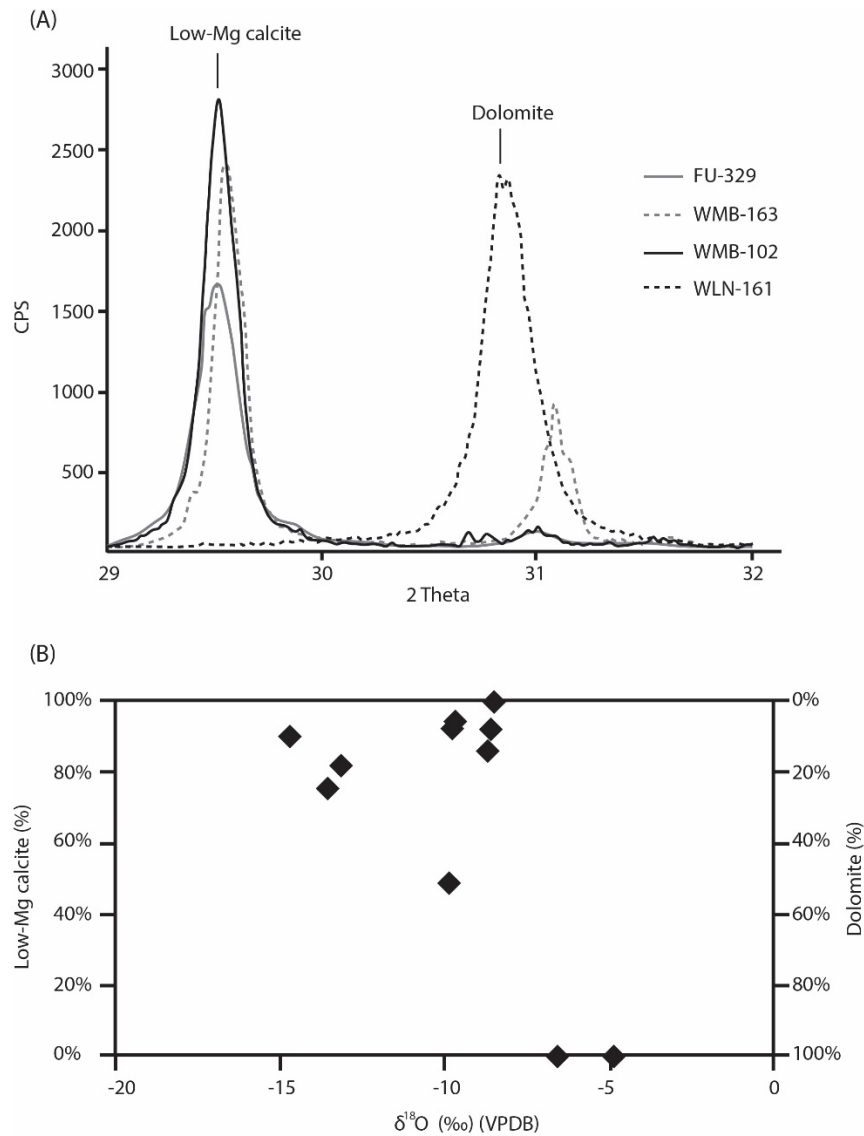 (A)
Low-Mg calcite
Dolomite
3000
2500
2000
1500
1000
500
CPS
FU-329
WMB-163
WMB-102
WLN-161
29
30
31
32
2 Theta
(B)
100%
80%
60%
40%
20%
0%
Low-Mg calcite (%)
0%
20%
40%
60%
80%
100%
Dolomite (%)
-20
-15
-10
-5
0
δ¹⁸O (‰) (VPDB)